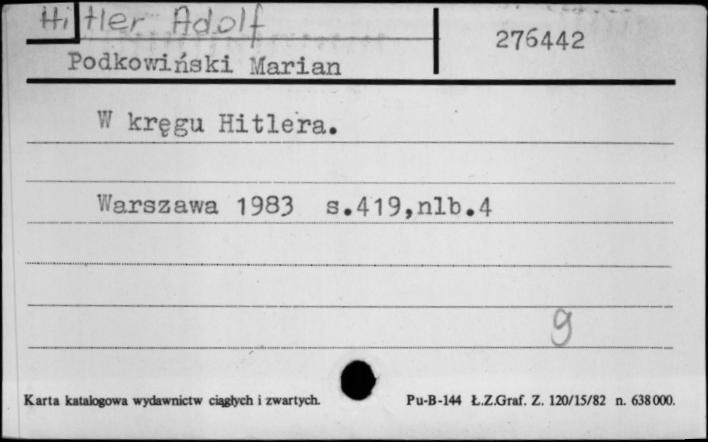 Hitler Adolf
276442
Podkowiński Marian
W kręgu Hitlera.
Warszawa 1983 s.419,nlb.4
g
Karta katalogowa wydawnictw ciągłych i zwartych.
Pu-B-144 Ł.Z.Graf. Z. 120/15/82 n. 638000.